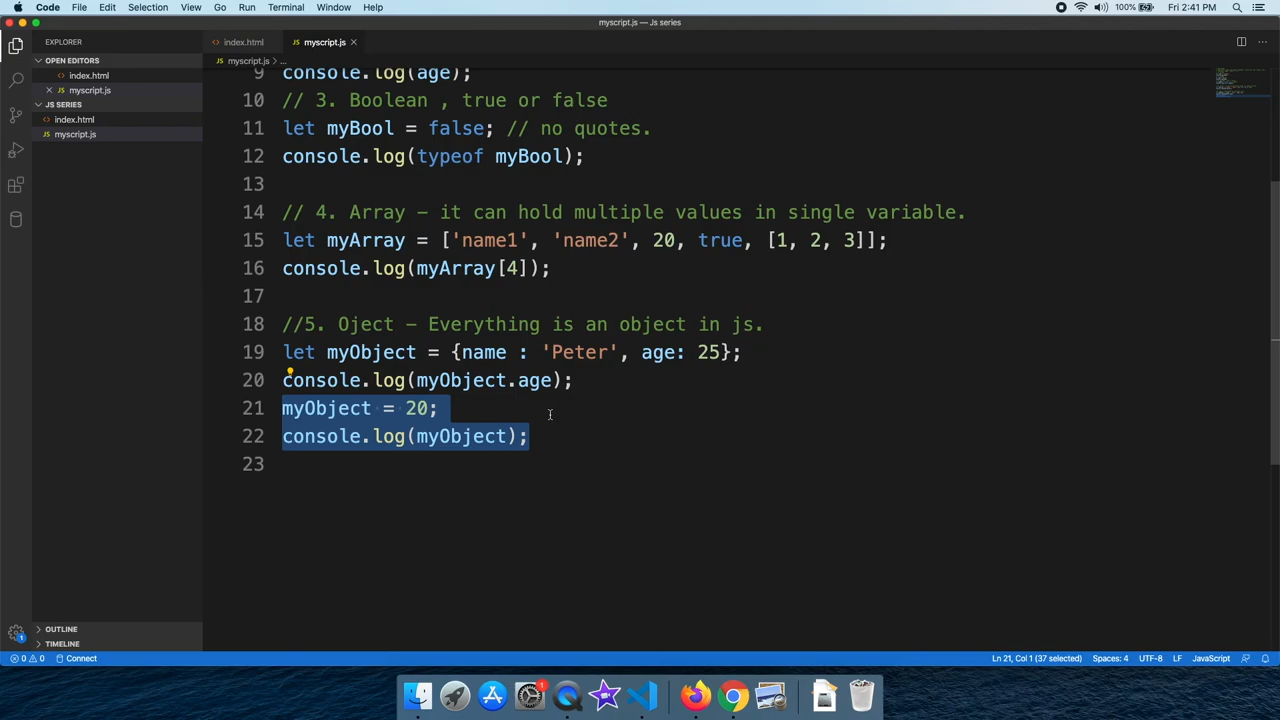 Code File Edit Selection View Go Run Terminal Window Help 100% Fri 2:41 PM
myscript.js — Js series
EXPLORER
OPEN EDITORS
index.html
myscript.js
JS SERIES
index.html
myscript.js
OUTLINE
TIMELINE
index.html myscript.js
myscript.js > ...
9 console.log(age);
10 // 3. Boolean , true or false
11 let myBool = false; // no quotes.
12 console.log(typeof myBool);
13
14 // 4. Array – it can hold multiple values in single variable.
15 let myArray = ['name1', 'name2', 20, true, [1, 2, 3]];
16 console.log(myArray[4]);
17
18 //5. Oject – Everything is an object in js.
19 let myObject = {name : 'Peter', age: 25};
20 console.log(myObject.age);
21 myObject = 20;
22 console.log(myObject);
23
1
0 0 Connect Ln 21, Col 1 (37 selected) Spaces: 4 UTF-8 LF JavaScript
1